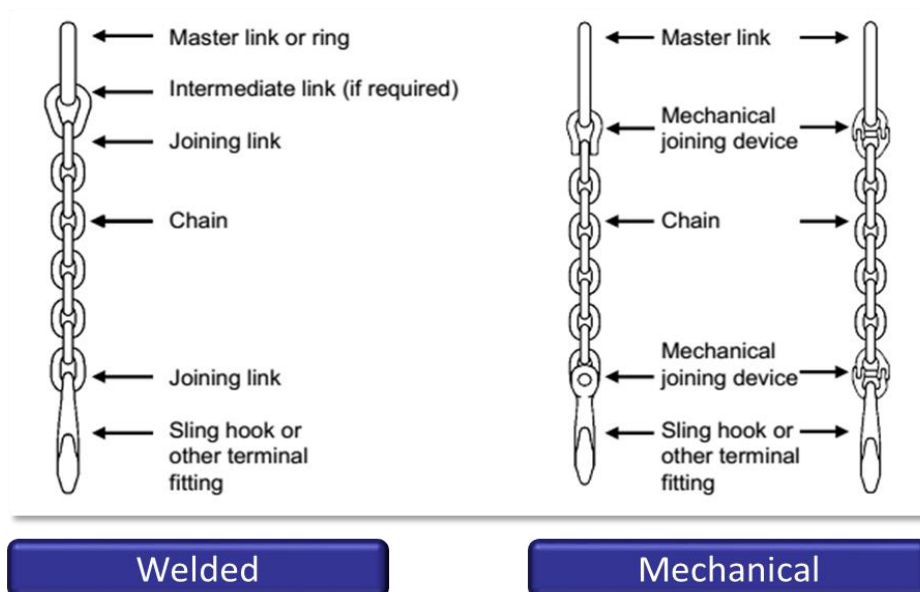 Master link or ring
Intermediate link (if required)
Joining link
Chain
Joining link
Sling hook or
other terminal
fitting
Master link
Mechanical
joining device
Chain
Mechanical
joining device
Sling hook or
other terminal
fitting
Welded
Mechanical